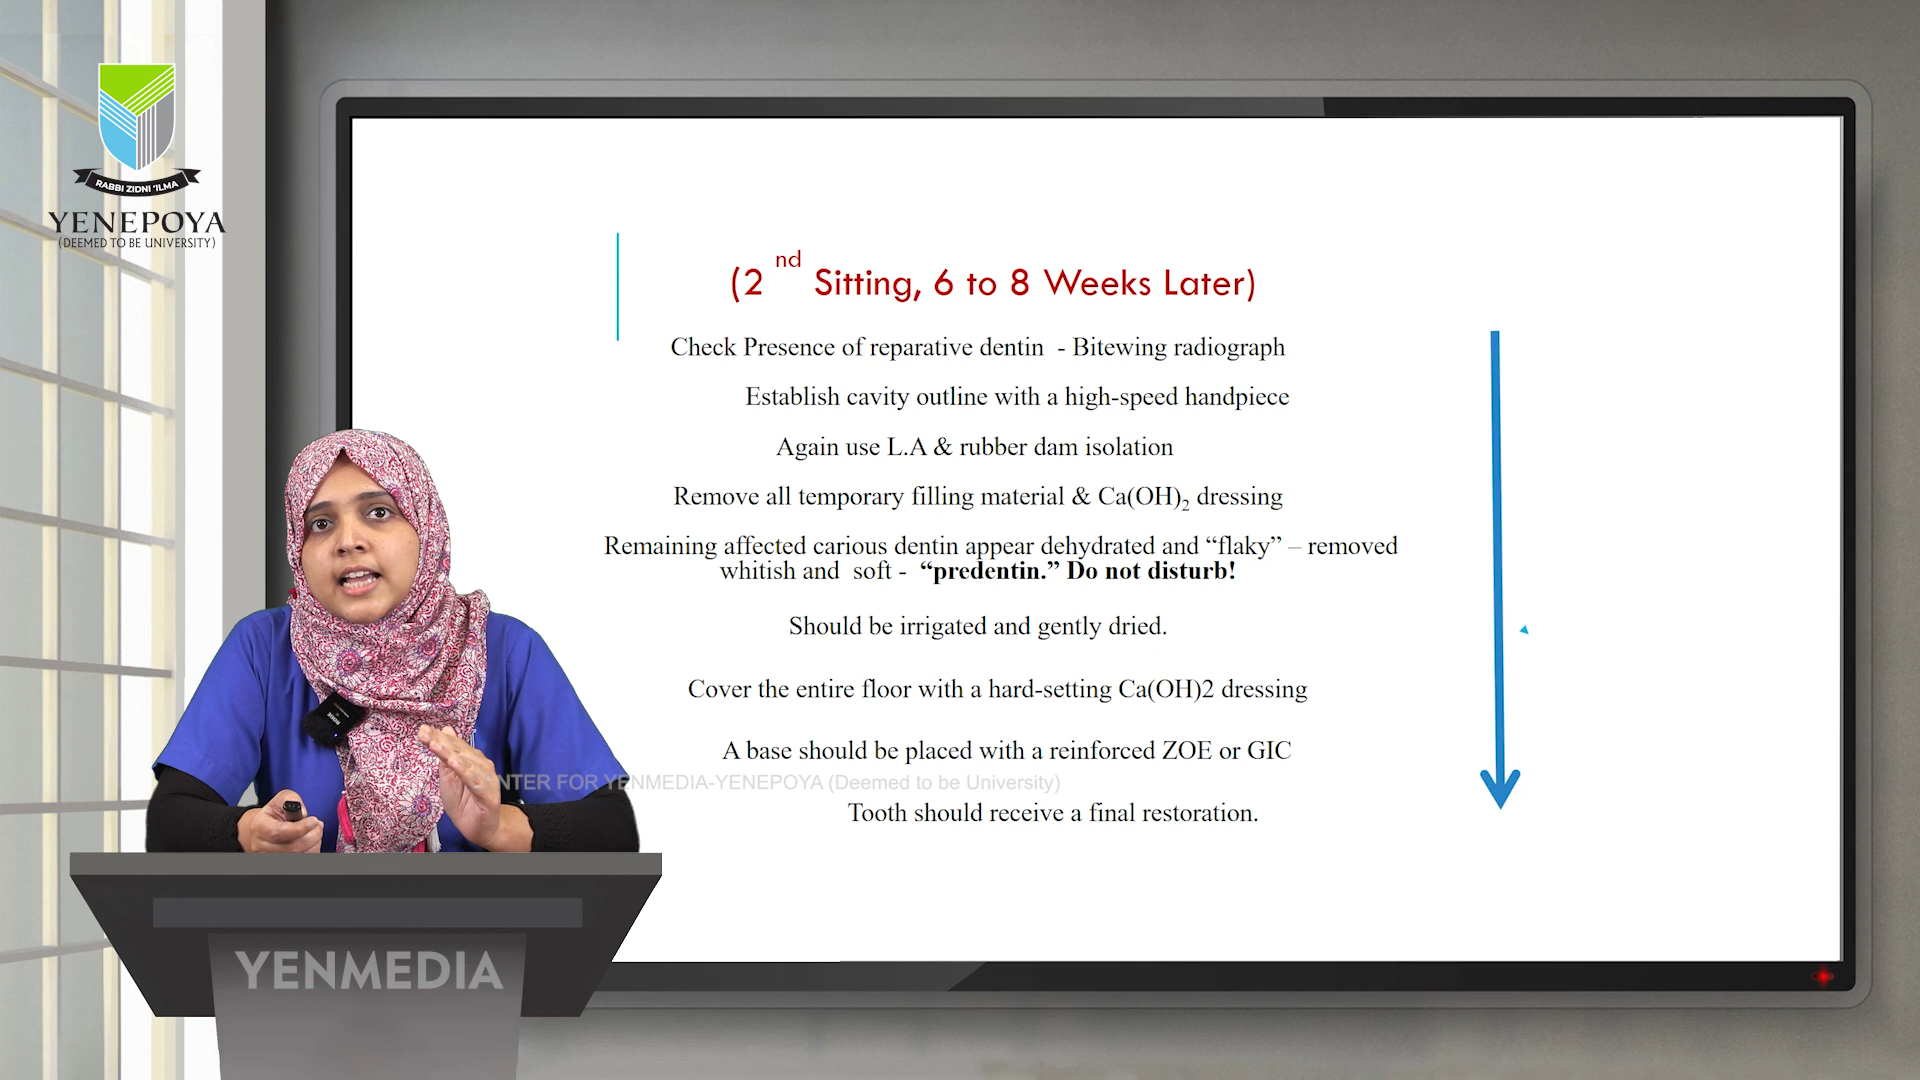 RABBI ZIDNI 'ILMA
YENEPOYA
(DEEMED TO BE UNIVERSITY)
(2 nd Sitting, 6 to 8 Weeks Later)
Check Presence of reparative dentin - Bitewing radiograph
Establish cavity outline with a high-speed handpiece
Again use L.A & rubber dam isolation
Remove all temporary filling material & Ca(OH)₂ dressing
Remaining affected carious dentin appear dehydrated and “flaky” – removed
whitish and soft - “predentin.” Do not disturb!
Should be irrigated and gently dried.
Cover the entire floor with a hard-setting Ca(OH)2 dressing
A base should be placed with a reinforced ZOE or GIC
FOR YENMEDIA-YENEPOYA (Deemed to be University)
Tooth should receive a final restoration.
YENMEDIA